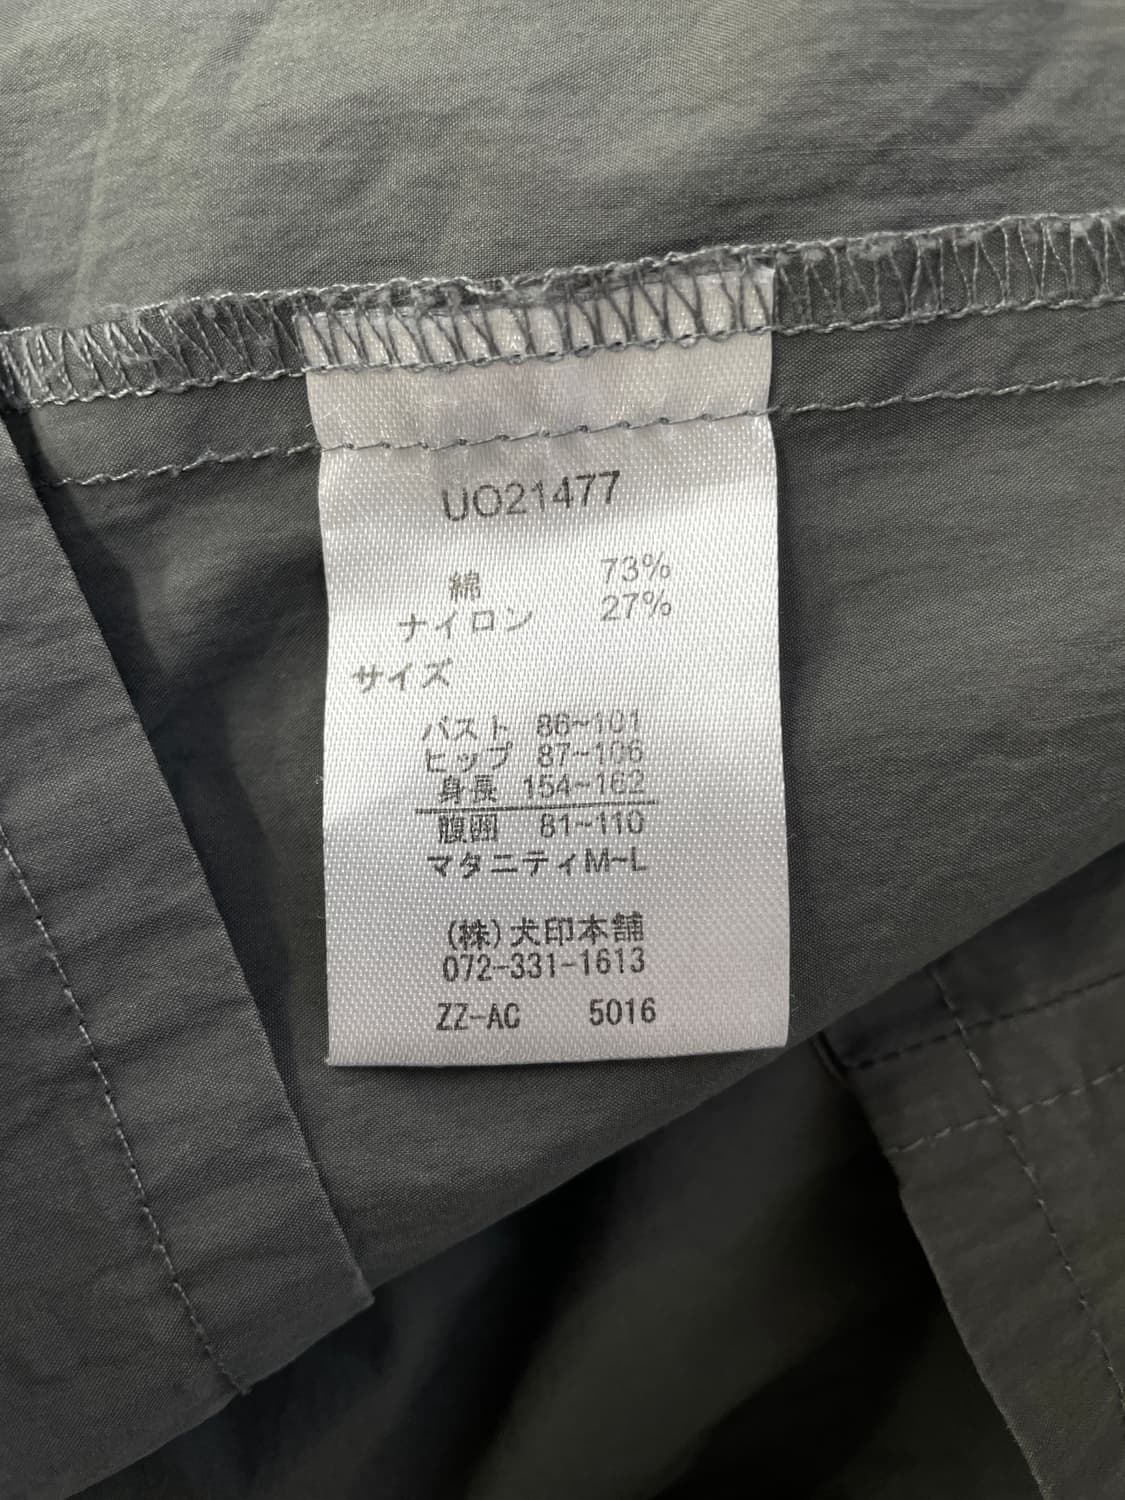 UO21477
綿 73%
ナイロン 27%
サイズ
バスト 86~101
ヒップ 87~106
身長 154~162
腹囲 81~110
マタニティM~L
(株)犬印本舗
072-331-1613
ZZ-AC 5016